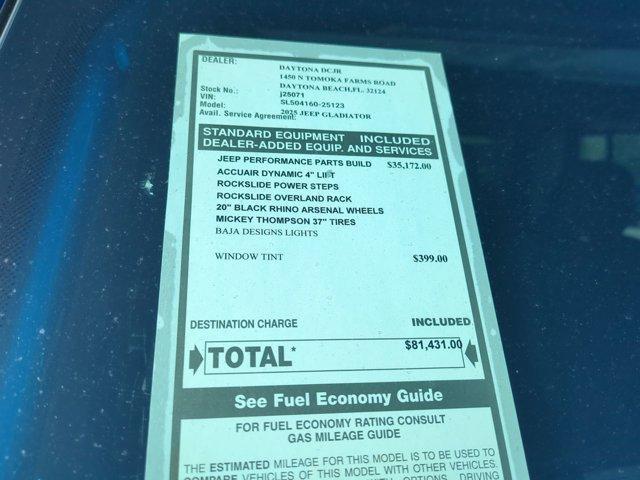 DEALER: DAYTONA DCJR
1450 N TOMOKA FARMS ROAD
DAYTONA BEACH,FL. 32124
Stock No.: j25071
VIN: SL504160-25123
Model: 2025 JEEP GLADIATOR
Avail. Service Agreement:
STANDARD EQUIPMENT INCLUDED
DEALER-ADDED EQUIP. AND SERVICES
JEEP PERFORMANCE PARTS BUILD $35,172.00
ACCUAIR DYNAMIC 4" LIFT
ROCKSLIDE POWER STEPS
ROCKSLIDE OVERLAND RACK
20" BLACK RHINO ARSENAL WHEELS
MICKEY THOMPSON 37" TIRES
BAJA DESIGNS LIGHTS
WINDOW TINT $399.00
DESTINATION CHARGE INCLUDED
TOTAL* $81,431.00
See Fuel Economy Guide
FOR FUEL ECONOMY RATING CONSULT
GAS MILEAGE GUIDE
THE ESTIMATED MILEAGE FOR THIS MODEL IS TO BE USED TO
COMPARE VEHICLES OF THIS MODEL WITH OTHER VEHICLES.
WITH OPTIONS, DRIVING